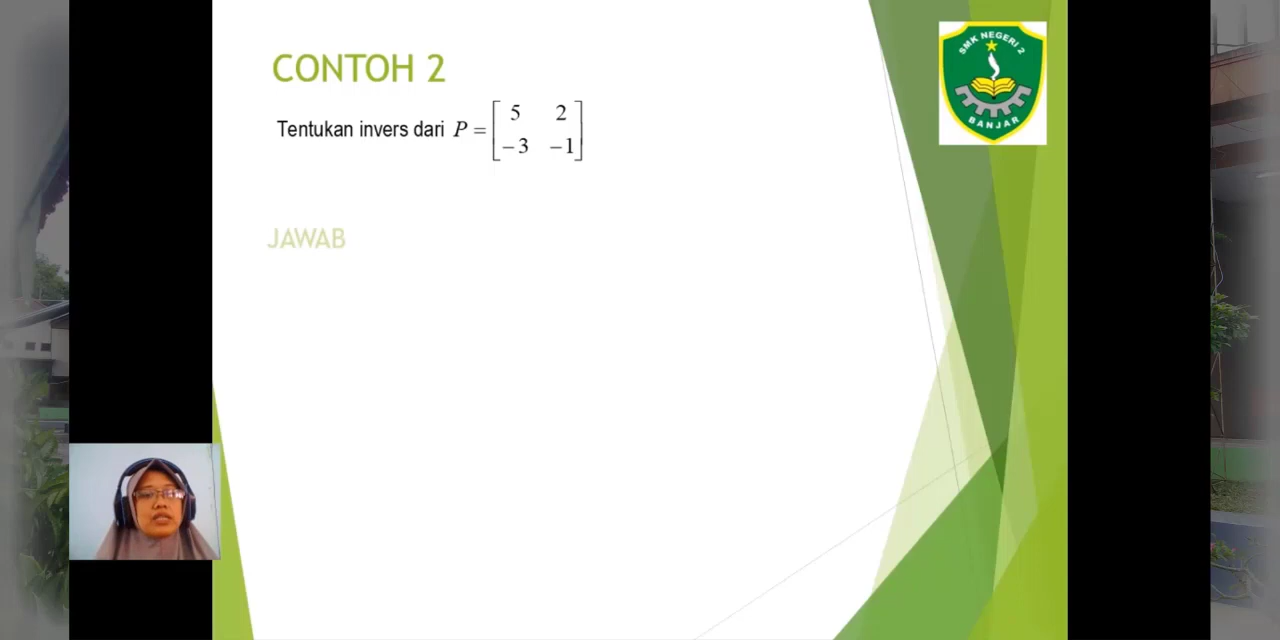 CONTOH 2
Tentukan invers dari P = [ 5 2
-3 -1 ]
JAWAB
SMK NEGERI 2
BANJAR